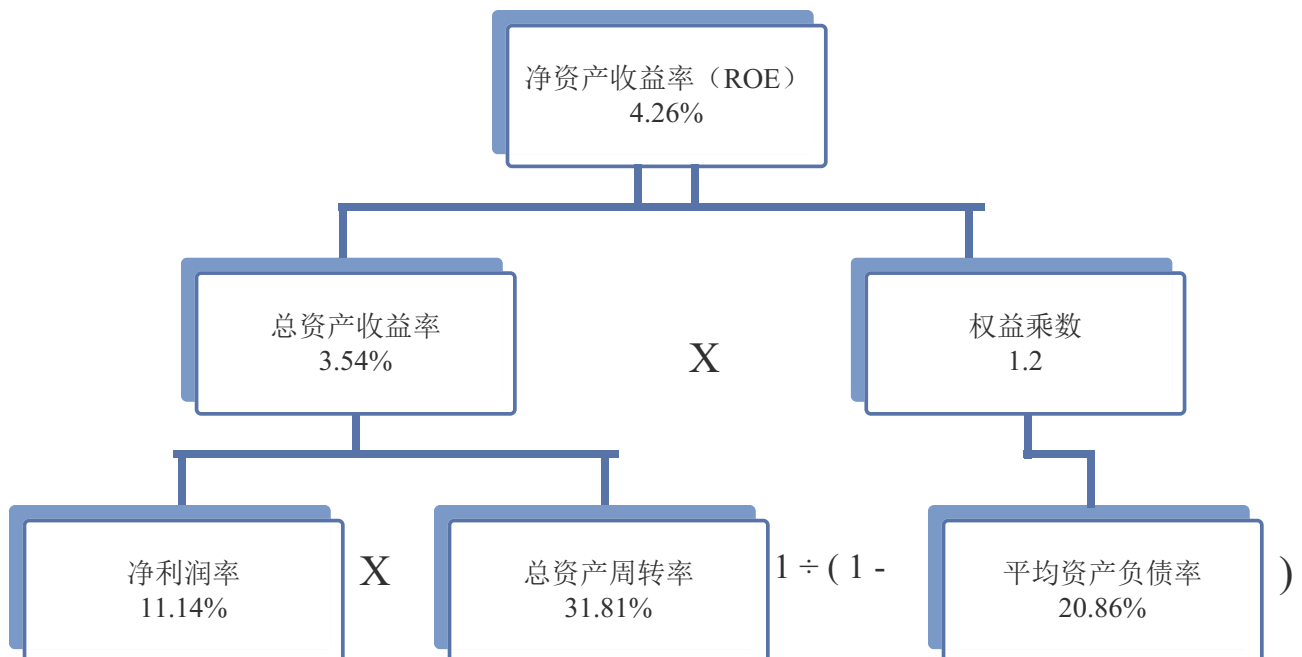 净资产收益率（ROE）
4.26%
总资产收益率
3.54%
X
权益乘数
1.2
净利润率
11.14%
X
总资产周转率
31.81%
1 ÷ ( 1 -
平均资产负债率
20.86%
)